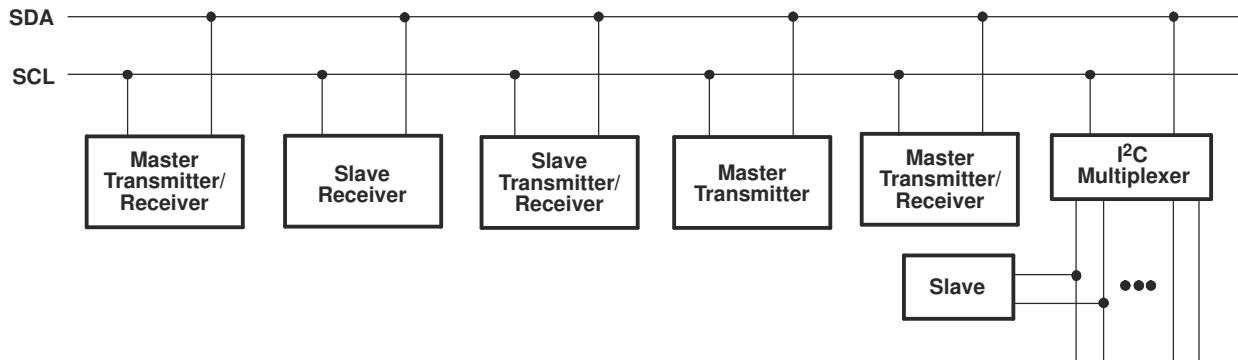 SDA
SCL
Master
Transmitter/
Receiver
Slave
Receiver
Slave
Transmitter/
Receiver
Master
Transmitter
Master
Transmitter/
Receiver
I²C
Multiplexer
Slave